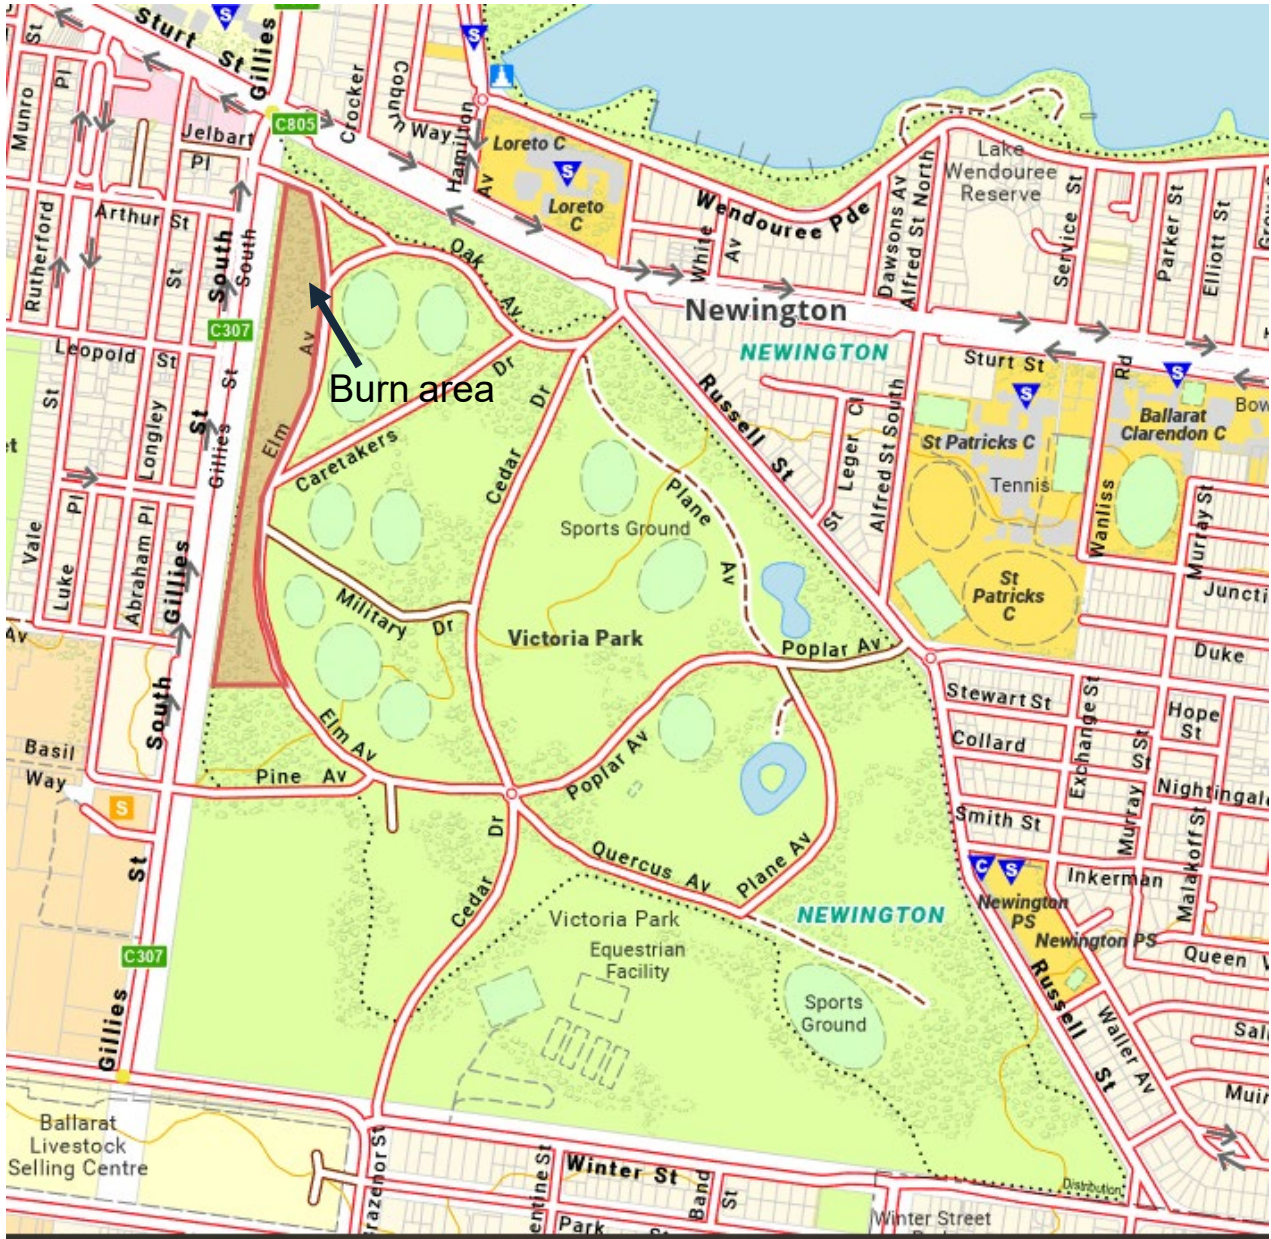 Sturt St
Gillies
Munro
St
Pl
Jelbart
Pl
C805
Crocker
Coburn Way
Hamilton
Av
Loreto C
Loreto
C
Lake
Wendouree
Reserve
Wendouree Pde
White
Av
Dawsons Av
Alfred St North
Service St
Parker St
Elliott St
Arthur St
Rutherford
St
South
South
Oak Av
Newington
NEWINGTON
C307
Leopold St
St
Longley
St
Gillies St
Elm Av
Burn area
Caretakers Dr
Cedar Dr
Russell St
Sturt St
Rd
Ballarat
Clarendon C
Bow
St Patricks C
Tennis
Wanliss
Murray St
Leger Cl
St
Alfred St South
St
Patricks
C
Juncti
Duke
Plane Av
Sports Ground
Vale
Luke
Pl
Abraham Pl
Gillies
Av
Military Dr
Victoria Park
Poplar Av
Stewart St
Collard
Exchange St
Hope
St
Murray St
Nightingale
Malakoff St
Smith St
Inkerman
South
Basil
Way
Elm Av
Pine Av
Poplar Av
S
St
Dr
Cedar
Quercus Av
Plane Av
C
S
Newington
PS
Newington PS
Queen
NEWINGTON
Victoria Park
Equestrian
Facility
Sports
Ground
C307
Gillies
Russell St
Waller Av
Sal
Muir
Ballarat
Livestock
Selling Centre
Winter St
Band
St
Distribution
Winter Street
Park